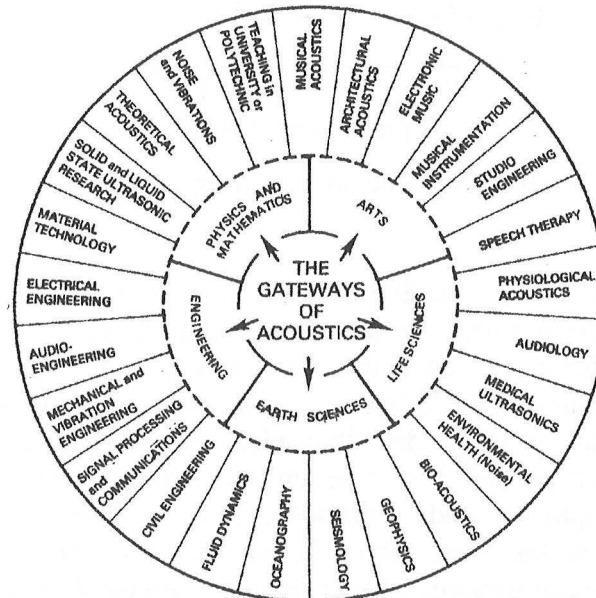 THE
GATEWAYS
OF
ACOUSTICS
PHYSICS AND
MATHEMATICS
ARTS
LIFE SCIENCES
EARTH SCIENCES
ENGINEERING
MUSICAL
ACOUSTICS
ARCHITECTURAL
ACOUSTICS
ELECTRONIC
MUSIC
MUSICAL
INSTRUMENTATION
STUDIO
ENGINEERING
SPEECH THERAPY
PHYSIOLOGICAL
ACOUSTICS
AUDIOLOGY
MEDICAL
ULTRASONICS
ENVIRONMENTAL
HEALTH (Noise)
BIO-ACOUSTICS
GEOPHYSICS
SEISMOLOGY
OCEANOGRAPHY
FLUID DYNAMICS
CIVIL ENGINEERING
SIGNAL PROCESSING
and
COMMUNICATIONS
MECHANICAL and
VIBRATION
ENGINEERING
AUDIO-
ENGINEERING
ELECTRICAL
ENGINEERING
MATERIAL
TECHNOLOGY
SOLID and LIQUID
STATE ULTRASONIC
RESEARCH
THEORETICAL
ACOUSTICS
NOISE
and VIBRATIONS
TEACHING in
UNIVERSITY or
POLYTECHNIC